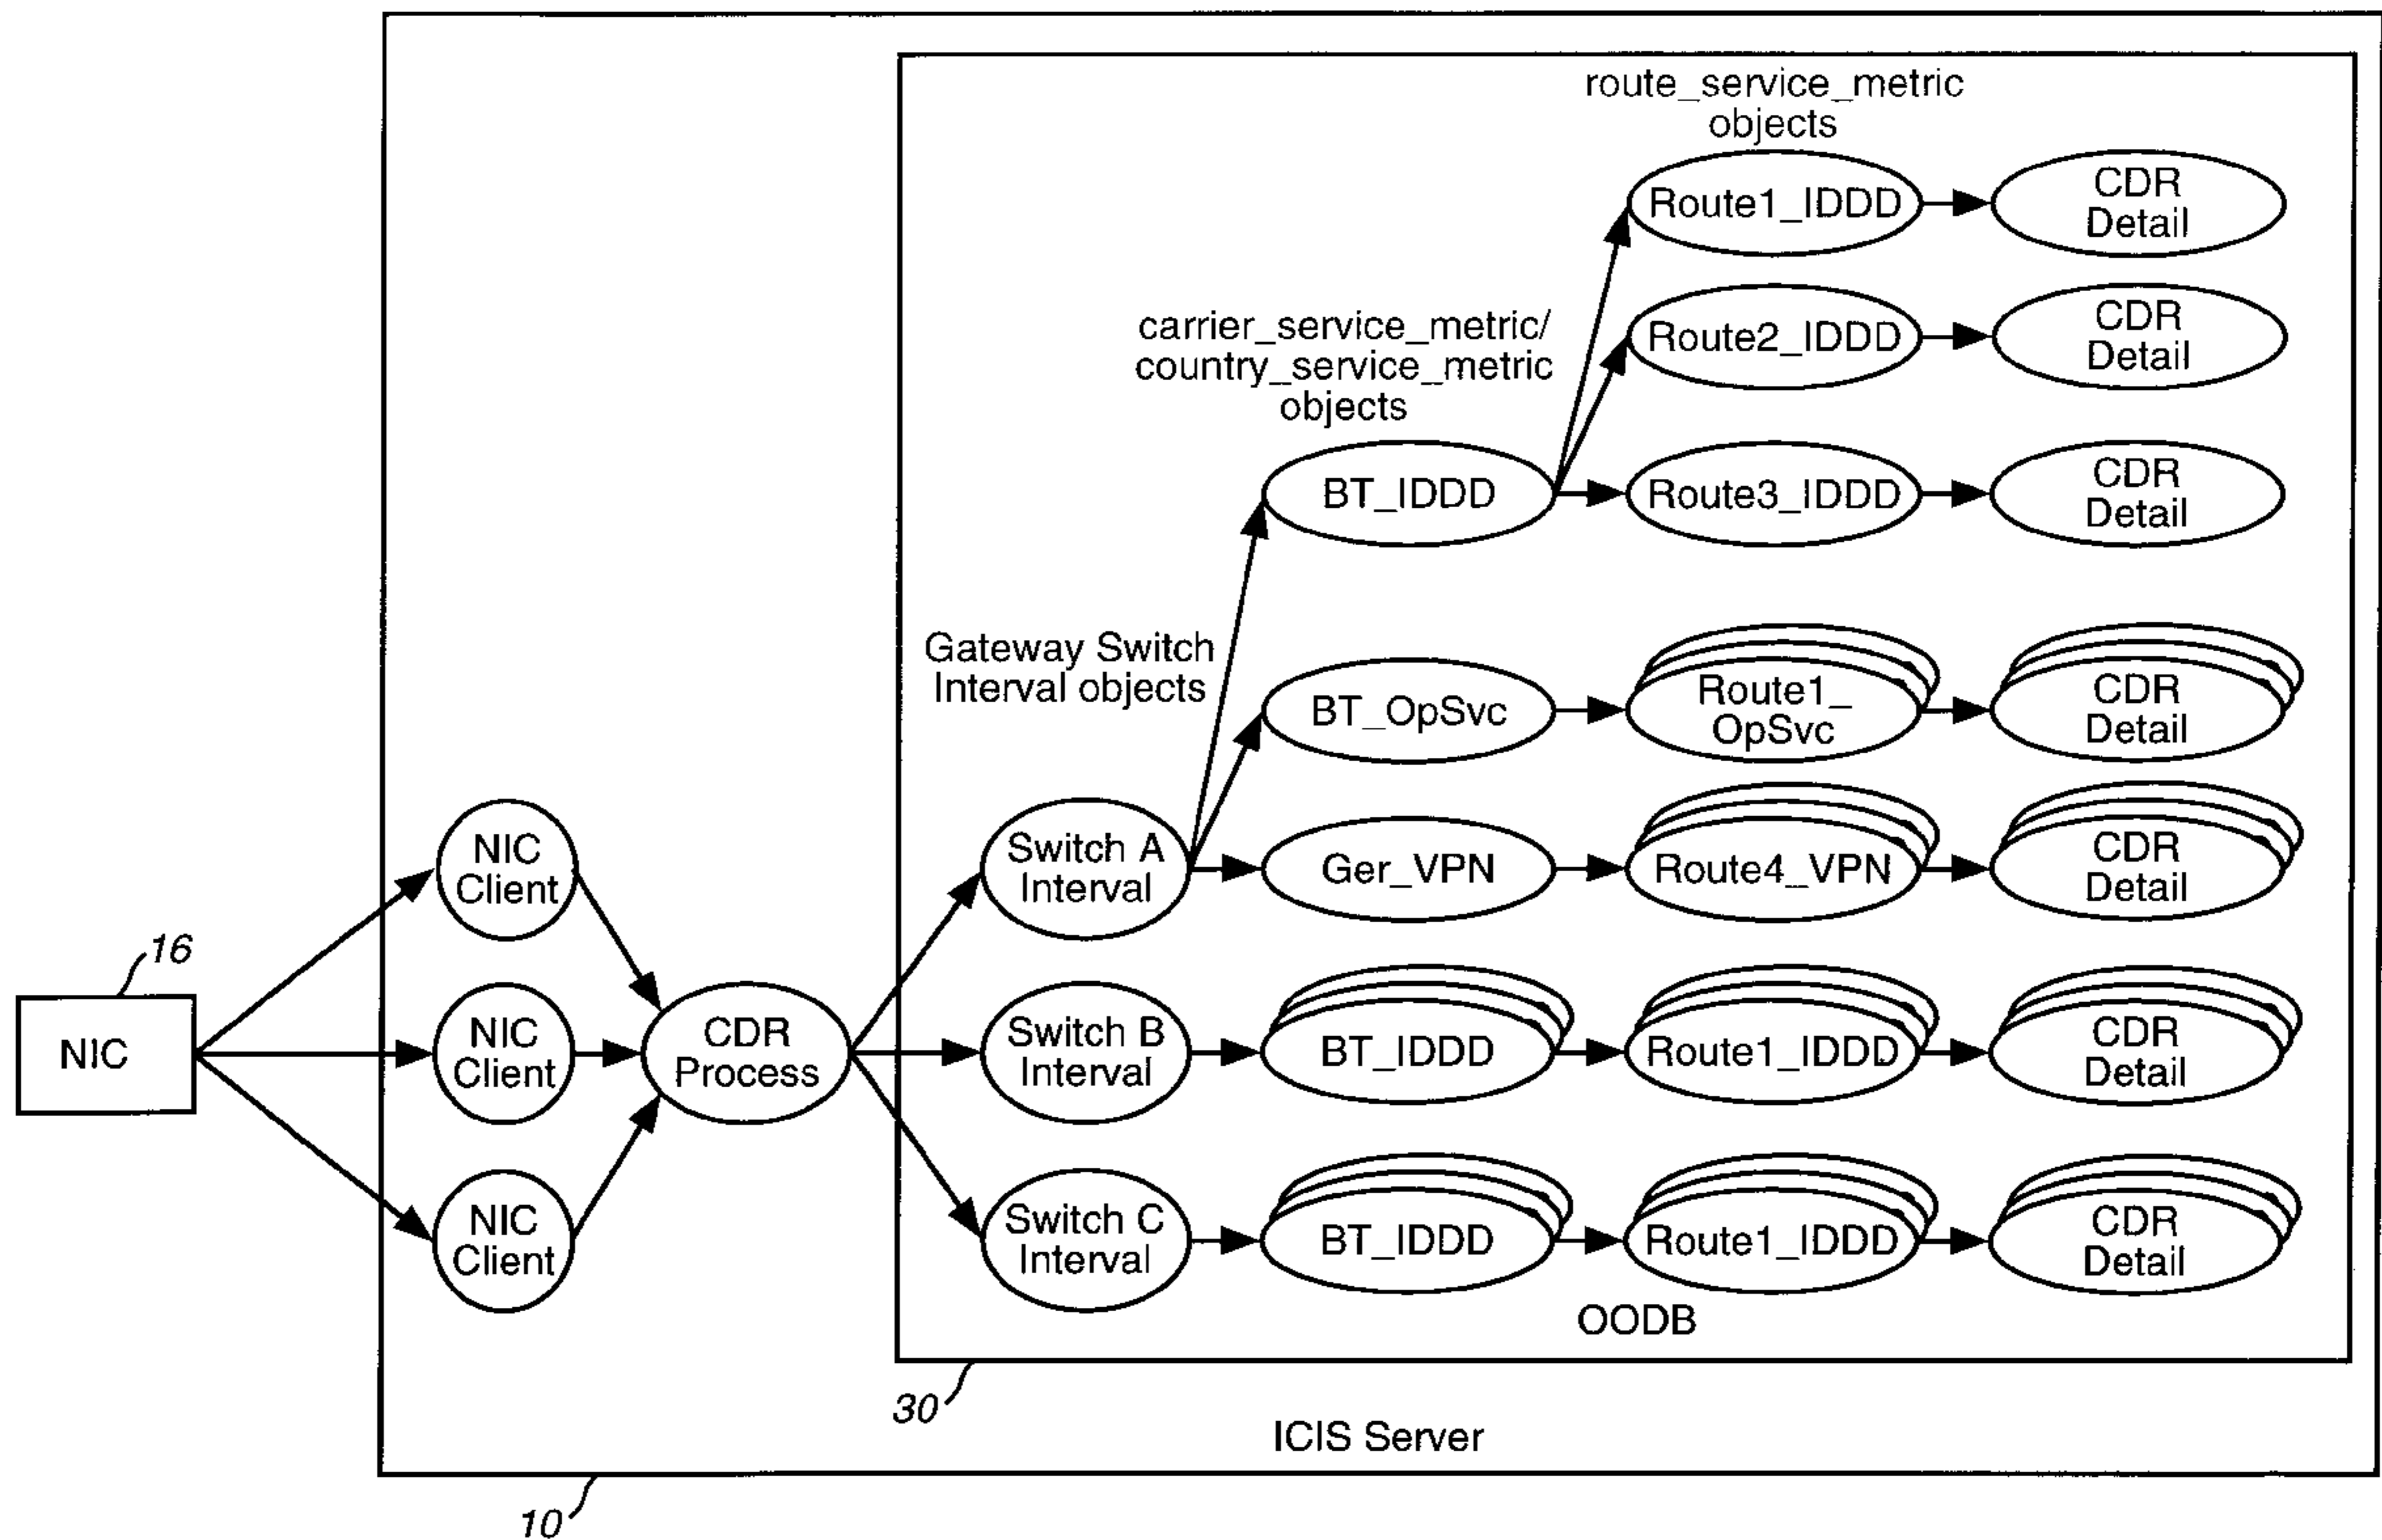 route_service_metric
objects
Route1_IDDD
CDR
Detail
carrier_service_metric/
country_service_metric
objects
Route2_IDDD
CDR
Detail
BT_IDDD
Route3_IDDD
CDR
Detail
Gateway Switch
Interval objects
BT_OpSvc
Route1_
OpSvc
CDR
Detail
NIC
Client
Switch A
Interval
Ger_VPN
Route4_VPN
CDR
Detail
16
NIC
NIC
Client
CDR
Process
Switch B
Interval
BT_IDDD
Route1_IDDD
CDR
Detail
NIC
Client
Switch C
Interval
BT_IDDD
Route1_IDDD
CDR
Detail
OODB
30
ICIS Server
10